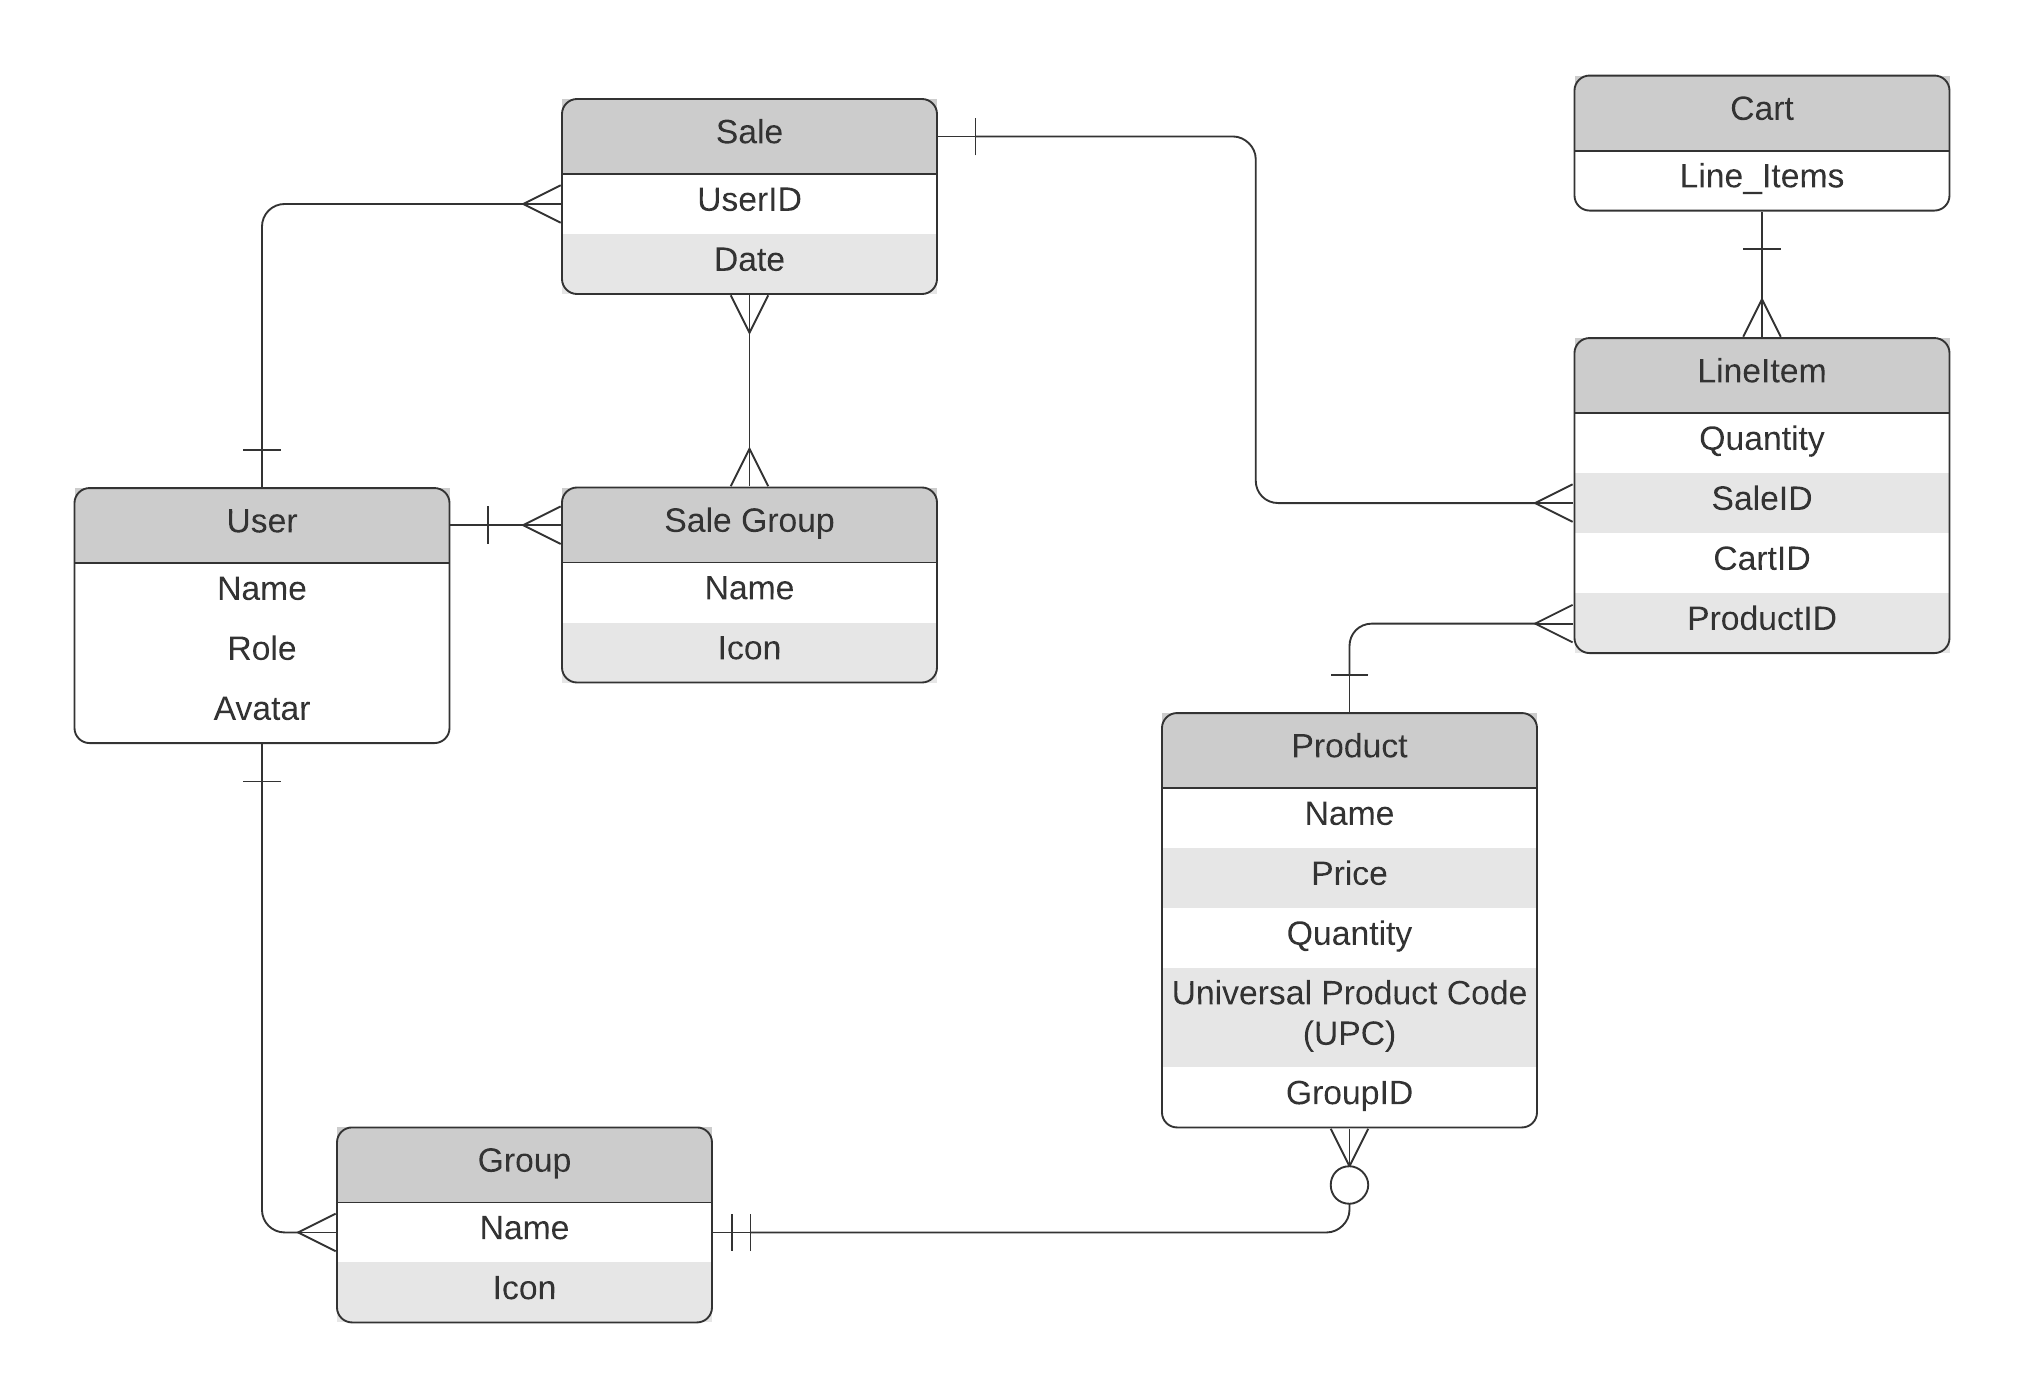 Sale
UserID
Date
Cart
Line_Items
User
Name
Role
Avatar
Sale Group
Name
Icon
LineItem
Quantity
SaleID
CartID
ProductID
Product
Name
Price
Quantity
Universal Product Code
(UPC)
GroupID
Group
Name
Icon